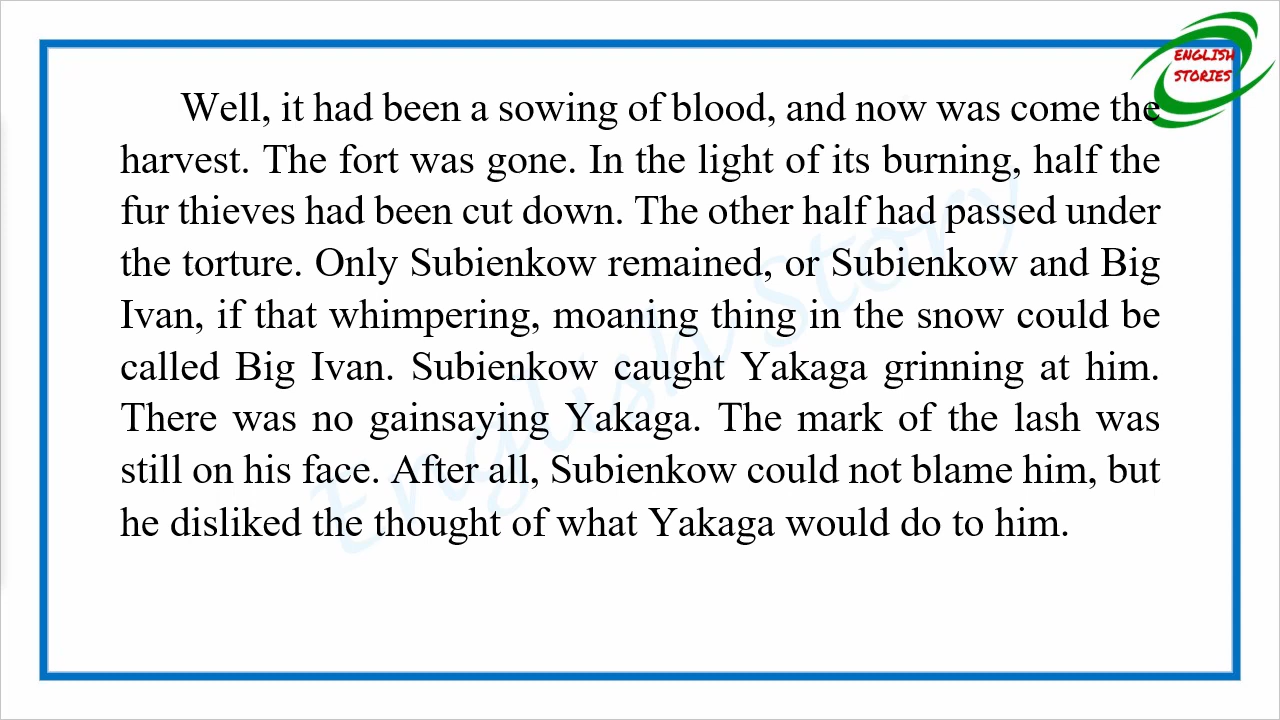 ENGLISH
STORIES
Well, it had been a sowing of blood, and now was come the
harvest. The fort was gone. In the light of its burning, half the
fur thieves had been cut down. The other half had passed under
the torture. Only Subienkow remained, or Subienkow and Big
Ivan, if that whimpering, moaning thing in the snow could be
called Big Ivan. Subienkow caught Yakaga grinning at him.
There was no gainsaying Yakaga. The mark of the lash was
still on his face. After all, Subienkow could not blame him, but
he disliked the thought of what Yakaga would do to him.
English Story